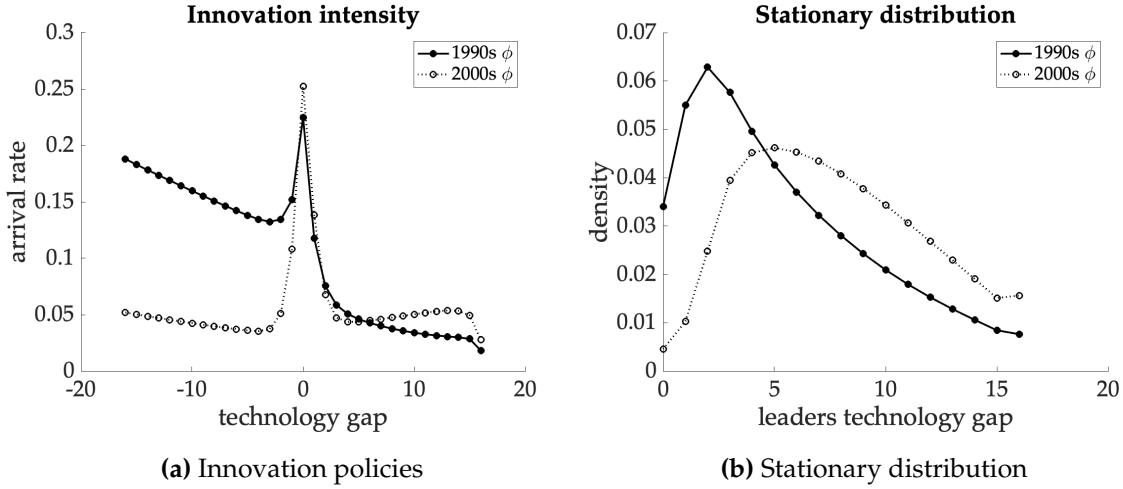 Innovation intensity
0.3
0.25
0.2
0.15
0.1
0.05
0
arrival rate
-20
-10
0
10
20
technology gap
1990s ϕ
2000s ϕ
(a) Innovation policies
Stationary distribution
0.07
0.06
0.05
0.04
0.03
0.02
0.01
0
density
0
5
10
15
20
leaders technology gap
1990s ϕ
2000s ϕ
(b) Stationary distribution